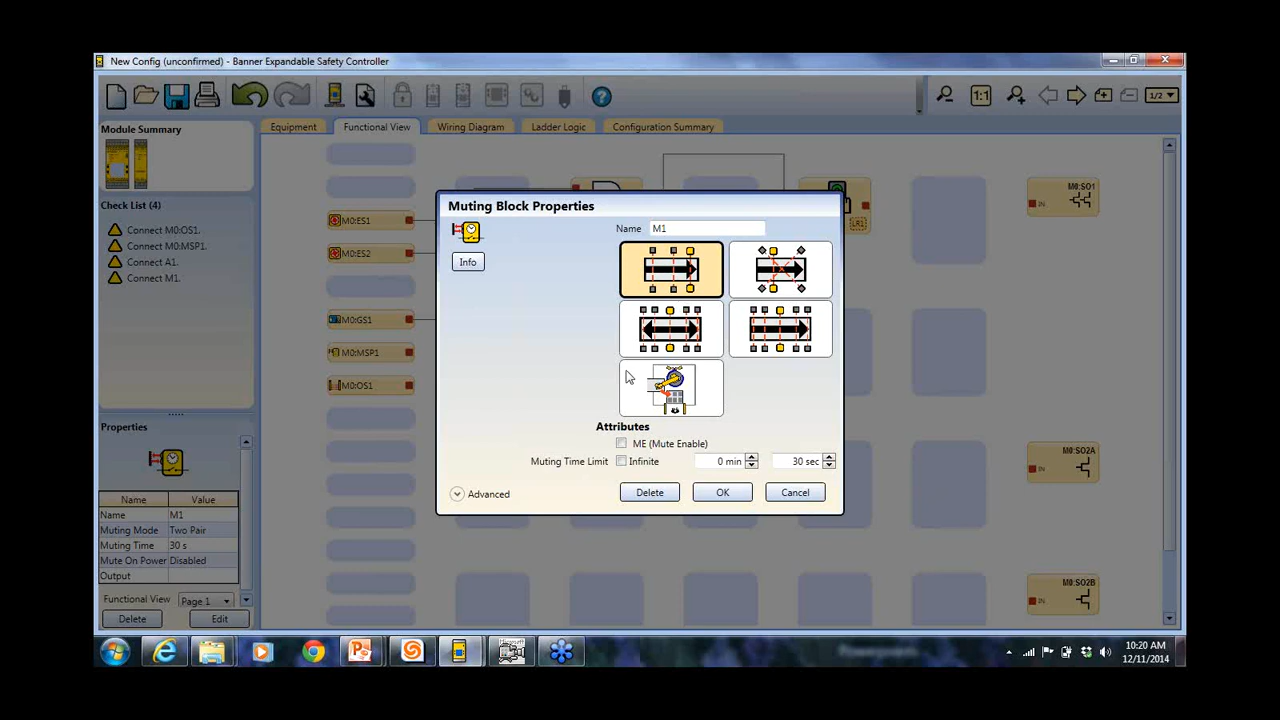 New Config (unconfirmed) - Banner Expandable Safety Controller
1:1
1/2
Module Summary
Equipment
Functional View
Wiring Diagram
Ladder Logic
Configuration Summary
Check List (4)
Connect M0:OS1.
Connect M0:MSP1.
Connect A1.
Connect M1.
M0:ES1
M0:ES2
M0:GS1
M0:MSP1
M0:OS1
LR1
M0:SO1
IN
M0:SO2A
IN
M0:SO2B
IN
Muting Block Properties
Name M1
Info
Attributes
ME (Mute Enable)
Muting Time Limit Infinite 0 min 30 sec
Advanced
Delete OK Cancel
Properties
Name Value
Name M1
Muting Mode Two Pair
Muting Time 30 s
Mute On Power Disabled
Output
Functional View Page 1
Delete Edit
10:20 AM
12/11/2014